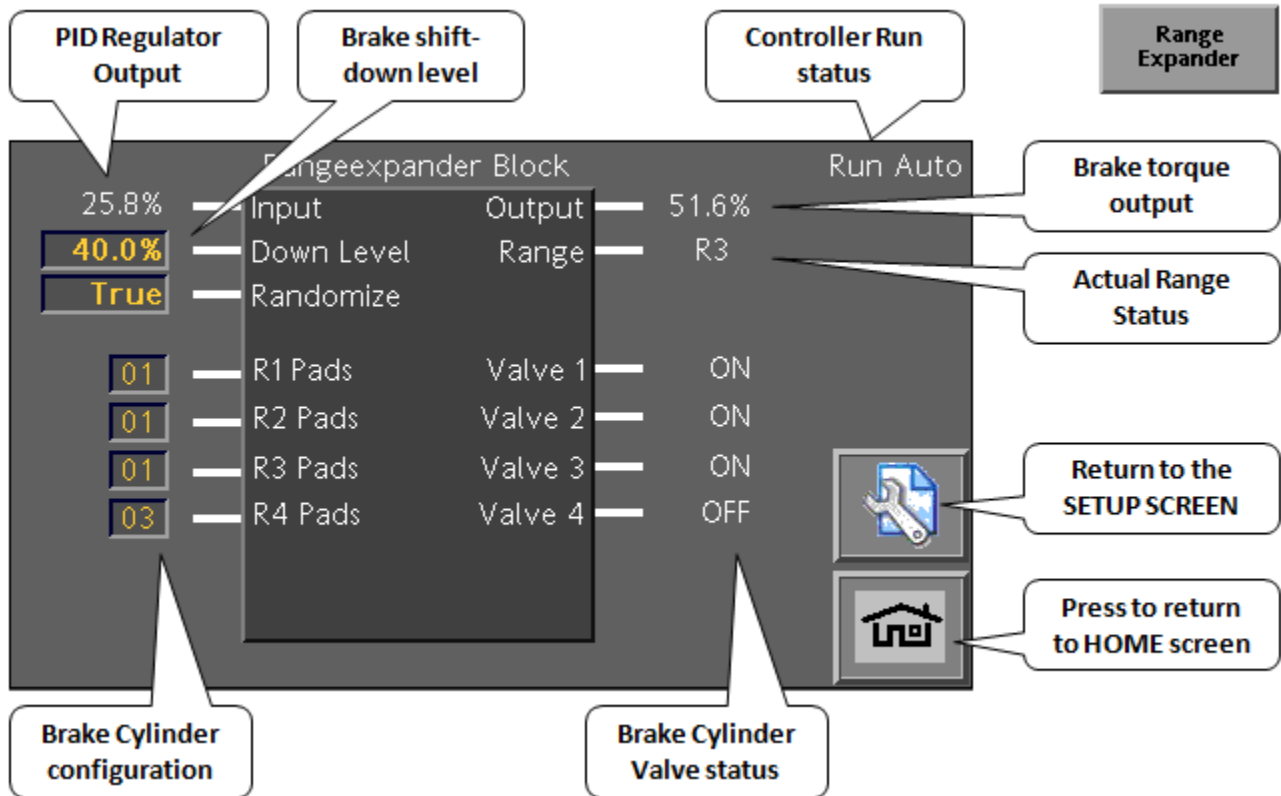 PID Regulator
Output
Brake shift-
down level
Controller Run
status
Range
Expander
Rangeexpander Block
Run Auto
25.8%
Input
Output
51.6%
40.0%
Down Level
Range
R3
True
Randomize
01
R1 Pads
Valve 1
ON
01
R2 Pads
Valve 2
ON
01
R3 Pads
Valve 3
ON
03
R4 Pads
Valve 4
OFF
Brake torque
output
Actual Range
Status
Return to the
SETUP SCREEN
Press to return
to HOME screen
Brake Cylinder
configuration
Brake Cylinder
Valve status